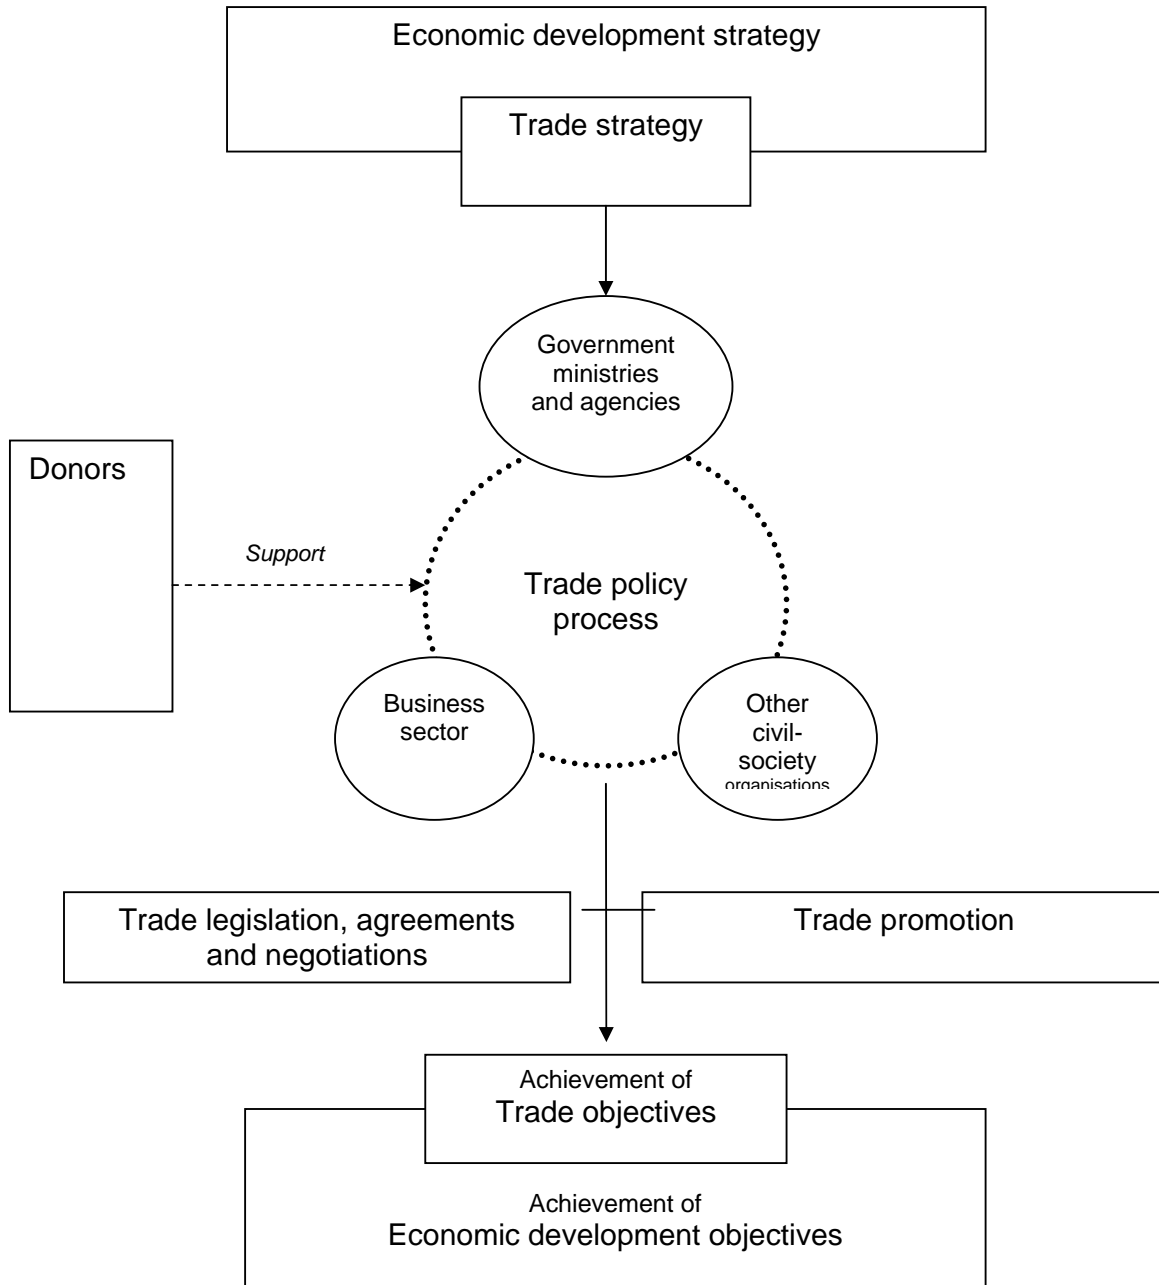 Economic development strategy
Trade strategy
Government
ministries
and agencies
Donors
Support
Trade policy
process
Business
sector
Other
civil-
society
organisations
Trade legislation, agreements
and negotiations
Trade promotion
Achievement of
Trade objectives
Achievement of
Economic development objectives